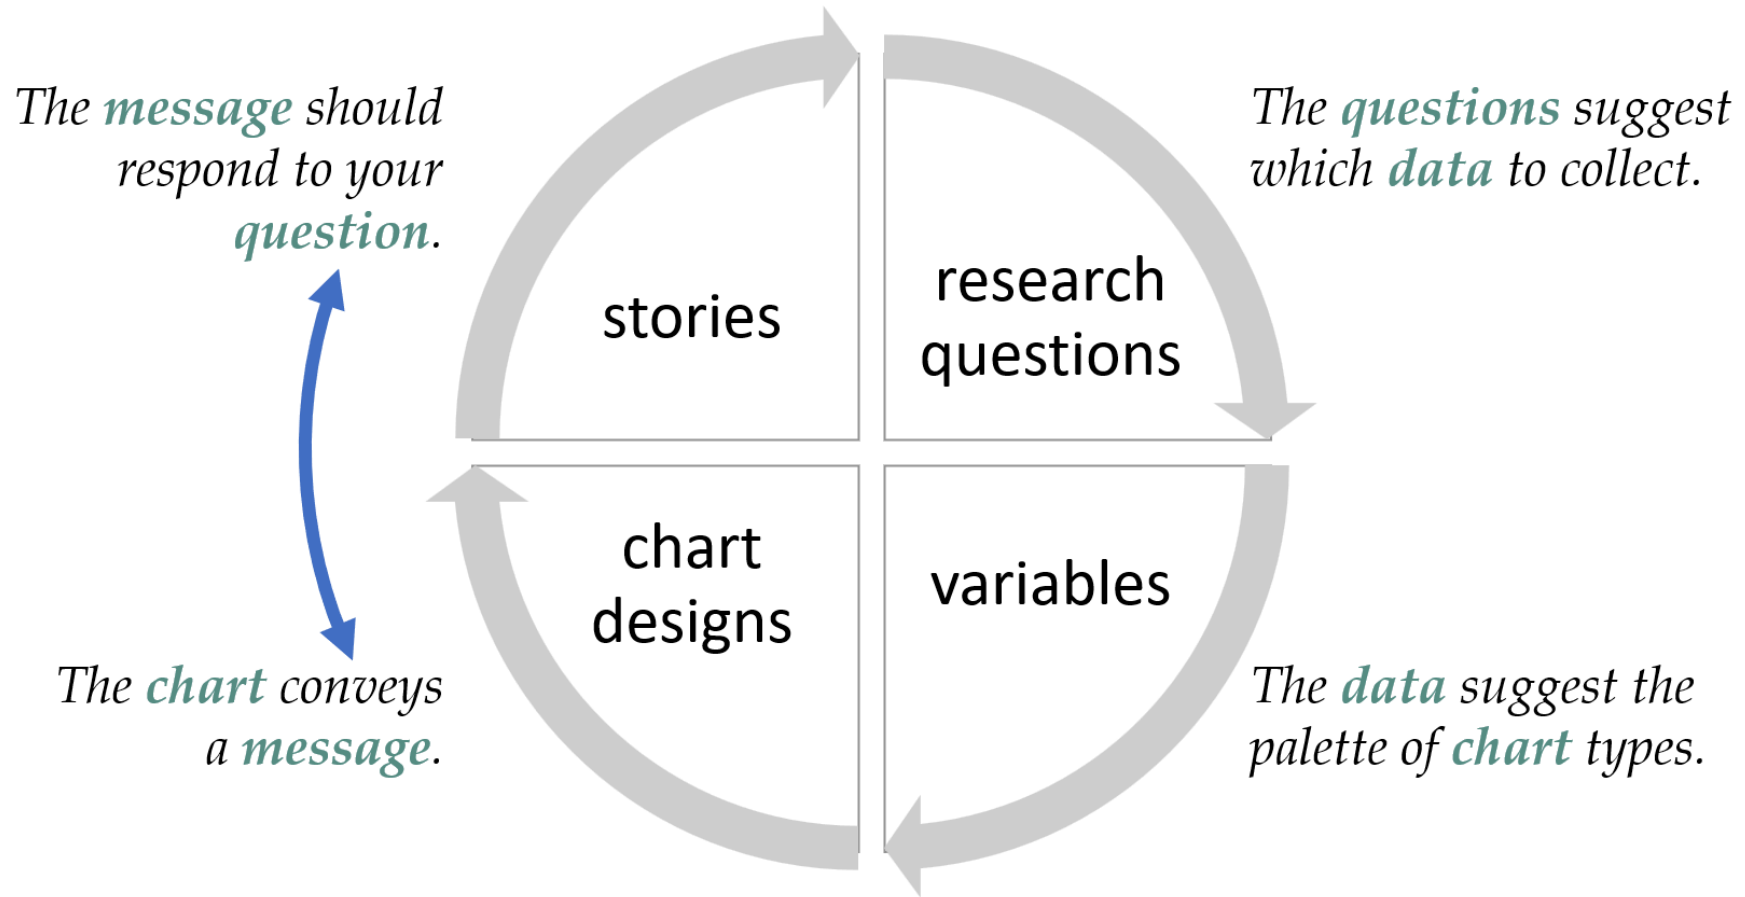 The message should
respond to your
question.
stories
research
questions
The questions suggest
which data to collect.
The chart conveys
a message.
chart
designs
variables
The data suggest the
palette of chart types.